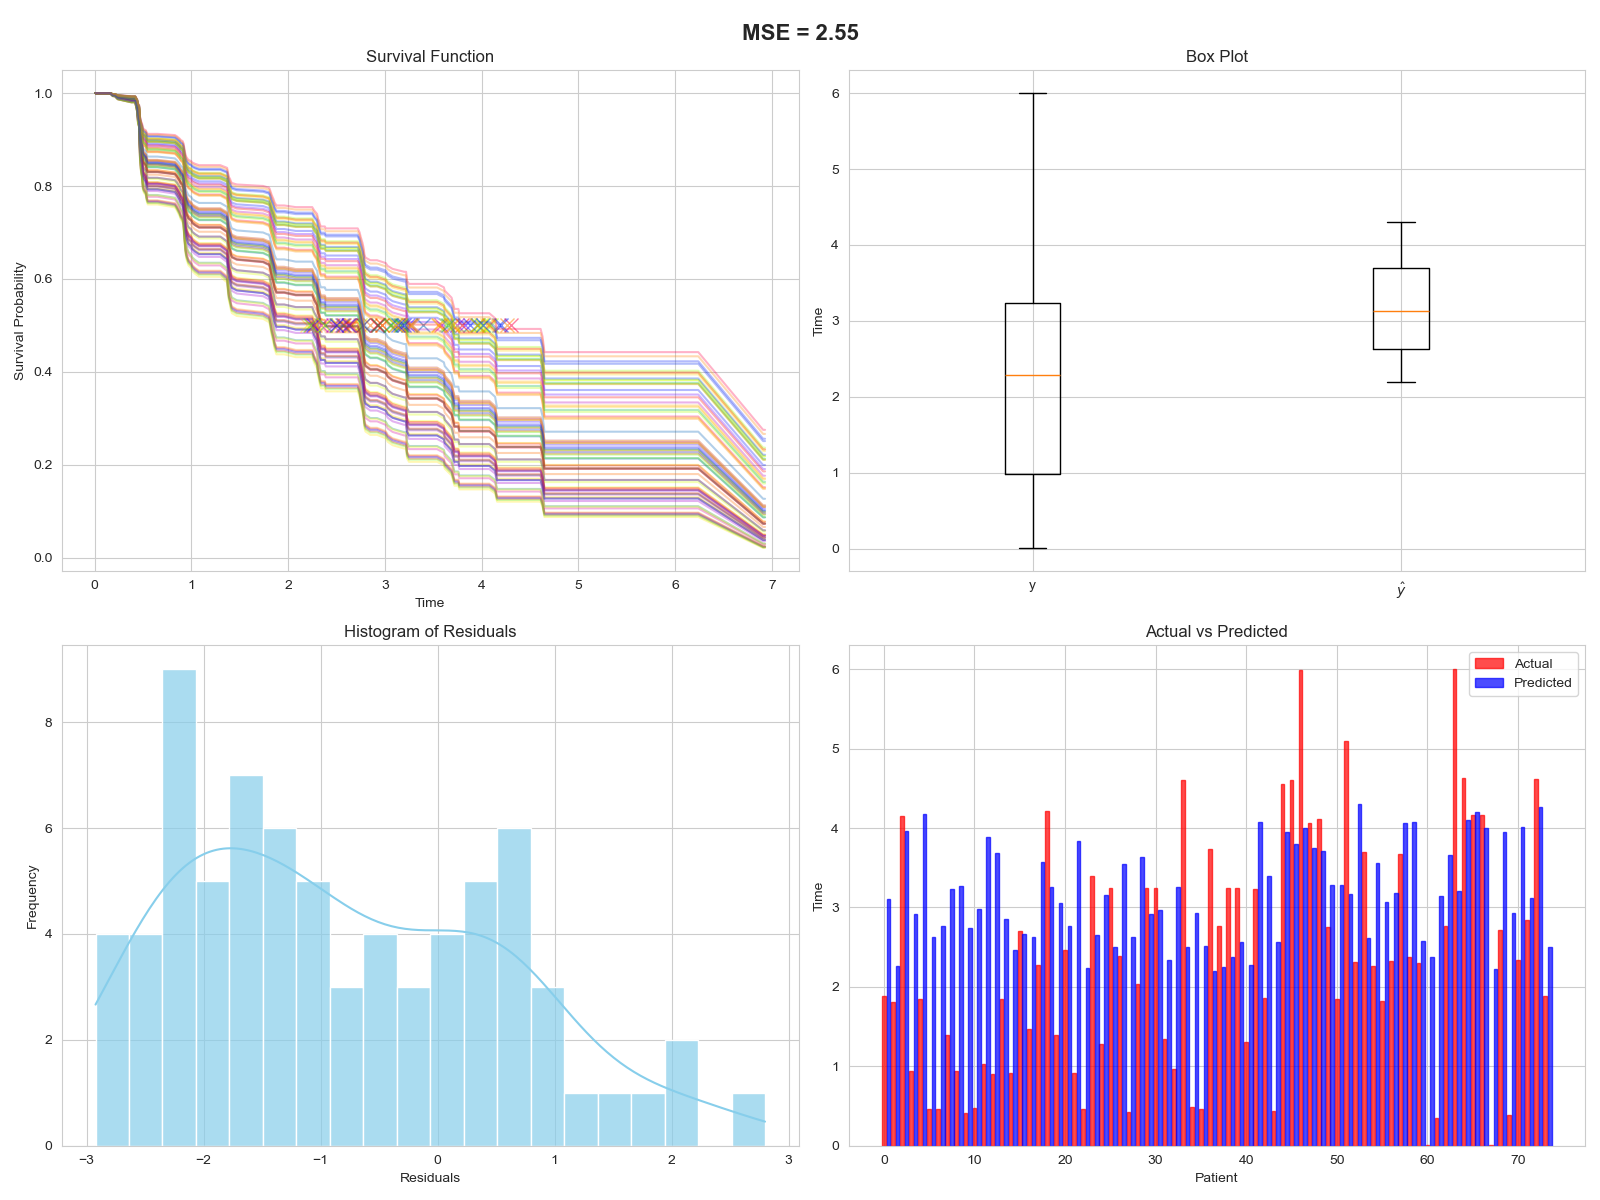 MSE = 2.55
Survival Function
Survival Probability
1.0
0.8
0.6
0.4
0.2
0.0
0 1 2 3 4 5 6 7
Time
Box Plot
Time
6
5
4
3
2
1
0
y ŷ
Histogram of Residuals
Frequency
8
6
4
2
0
−3 −2 −1 0 1 2 3
Residuals
Actual vs Predicted
Actual
Predicted
Time
6
5
4
3
2
1
0
0 10 20 30 40 50 60 70
Patient